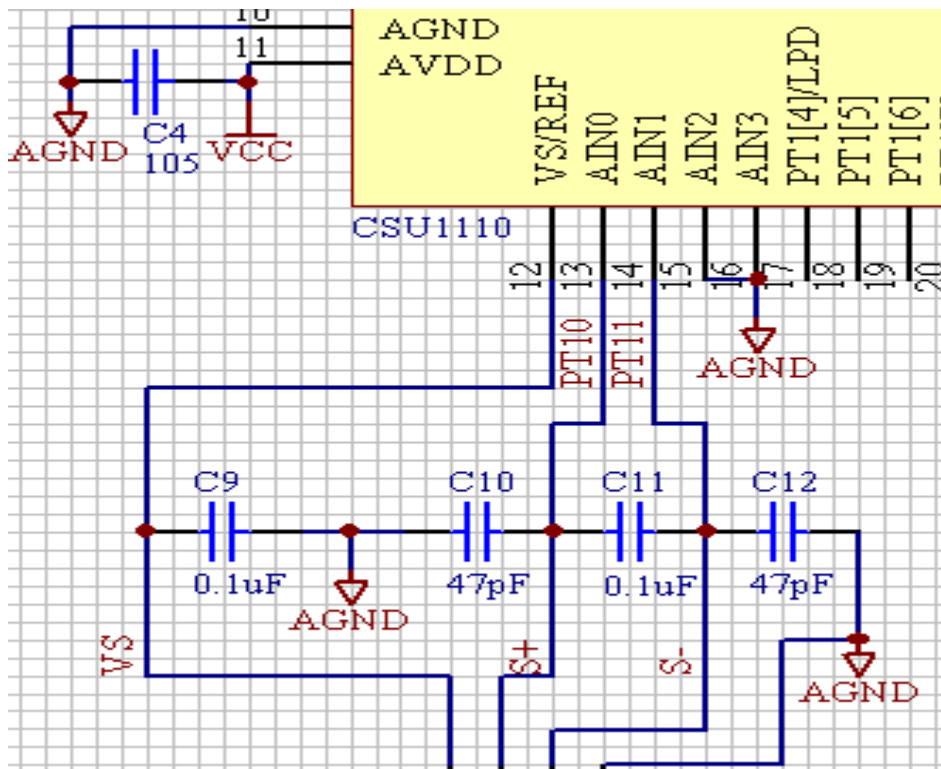 10
AGND
11
AVDD
C4
105
AGND
VCC
VS/REF
AIN0
AIN1
AIN2
AIN3
PT1[4]/LPD
PT1[5]
PT1[6]
CSU1110
12
13
14
15
16
17
18
19
20
PT10
PT11
AGND
C9
C10
C11
C12
0.1uF
47pF
0.1uF
47pF
AGND
VS
S+
S-
AGND